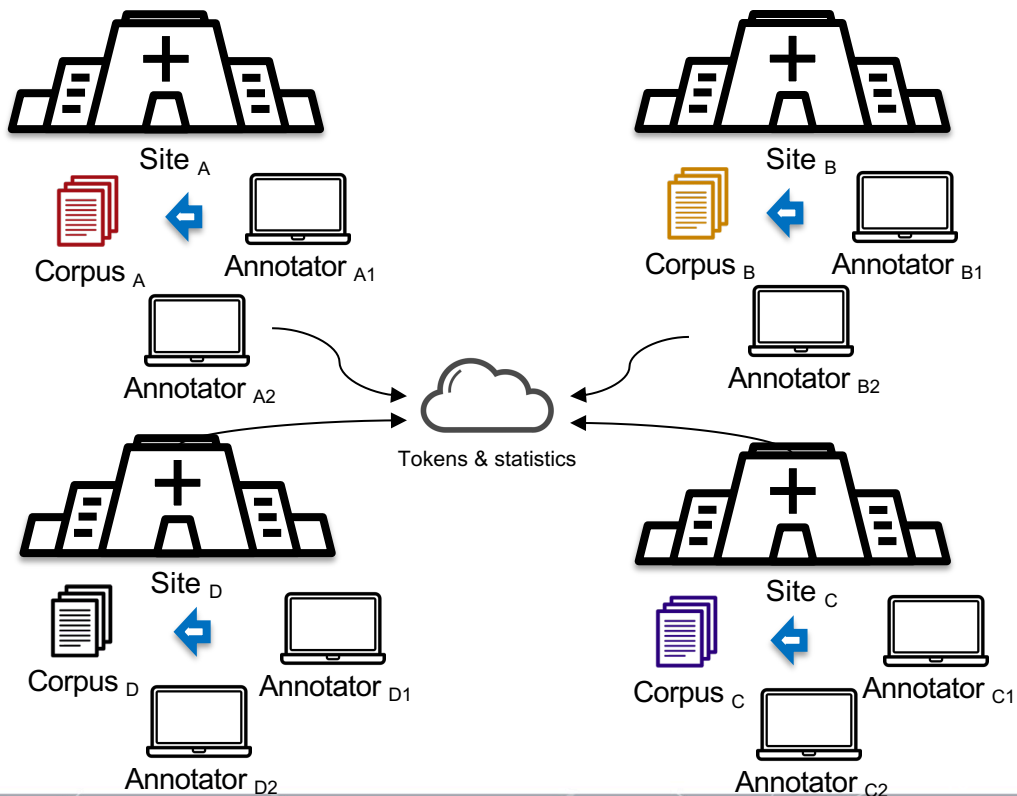 Site A
Corpus A
Annotator A1
Annotator A2
Site B
Corpus B
Annotator B1
Annotator B2
Tokens & statistics
Site D
Corpus D
Annotator D1
Annotator D2
Site C
Corpus C
Annotator C1
Annotator C2